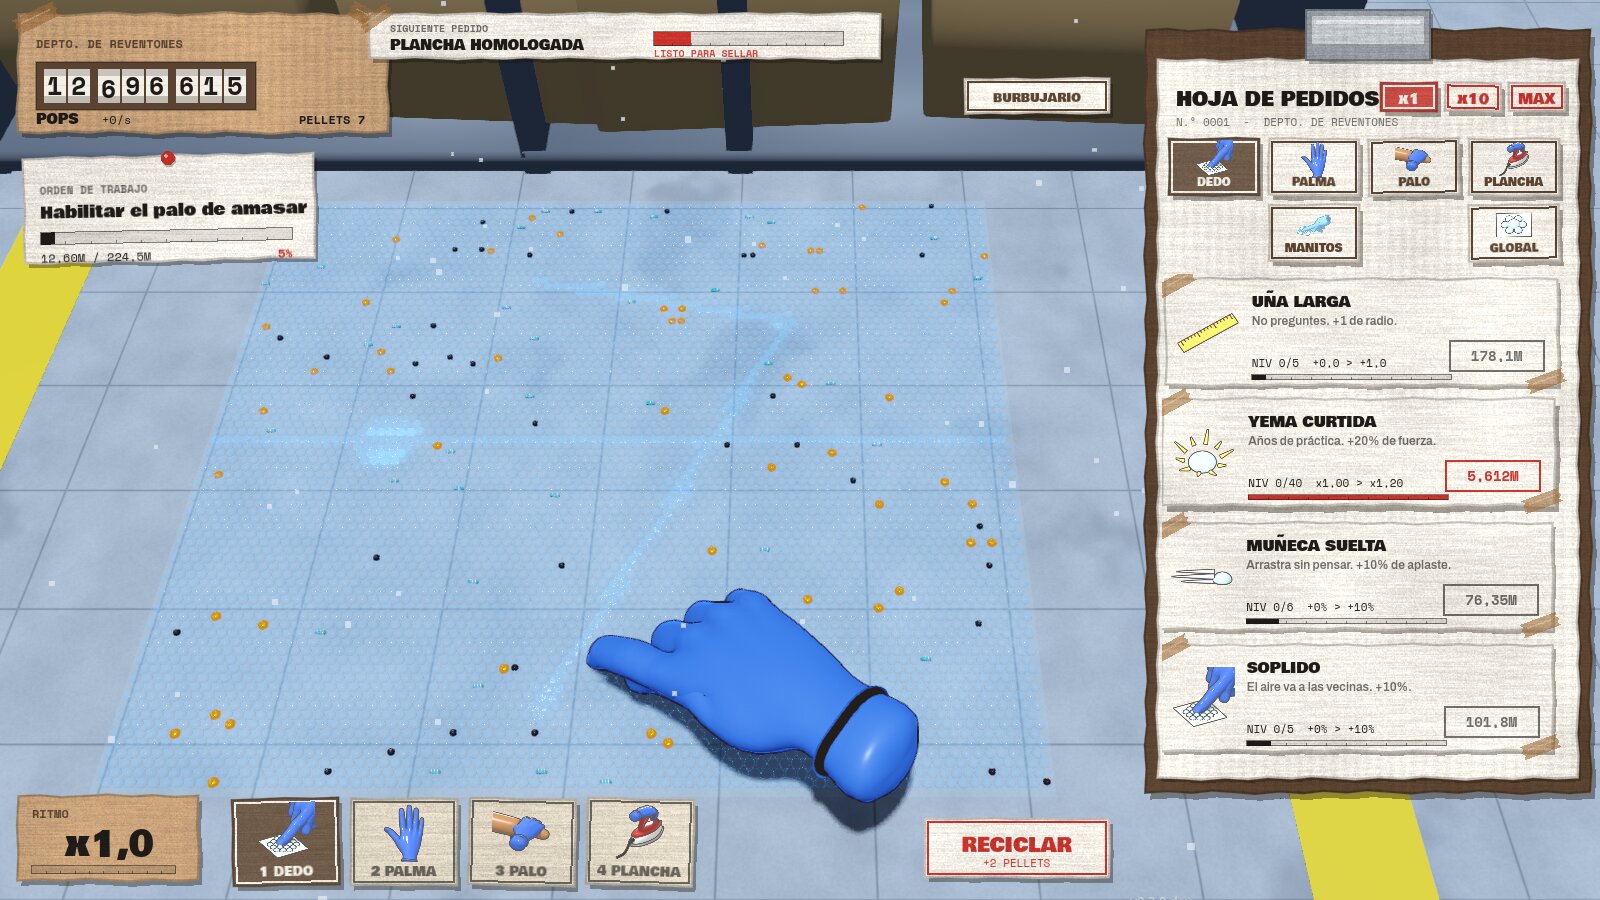 DEPTO. DE REVENTONES
12 696 615
POPS +0/s PELLETS 7
SIGUIENTE PEDIDO
PLANCHA HOMOLOGADA
LISTO PARA SELLAR
BURBUJARIO
ORDEN DE TRABAJO
Habilitar el palo de amasar
12,60M / 224,5M 5%
HOJA DE PEDIDOS x1 x10 MAX
N.° 0001 - DEPTO. DE REVENTONES
DEDO PALMA PALO PLANCHA
MANITOS GLOBAL
UÑA LARGA
No preguntes. +1 de radio.
NIV 0/5 +0,0 > +1,0 178,1M
YEMA CURTIDA
Años de práctica. +20% de fuerza.
NIV 0/40 x1,00 > x1,20 5,612M
MUÑECA SUELTA
Arrastra sin pensar. +10% de aplaste.
NIV 0/6 +0% > +10% 76,35M
SOPLIDO
El aire va a las vecinas. +10%.
NIV 0/5 +0% > +10% 101,8M
RITMO
x1,0
1 DEDO 2 PALMA 3 PALO 4 PLANCHA
RECICLAR
+2 PELLETS